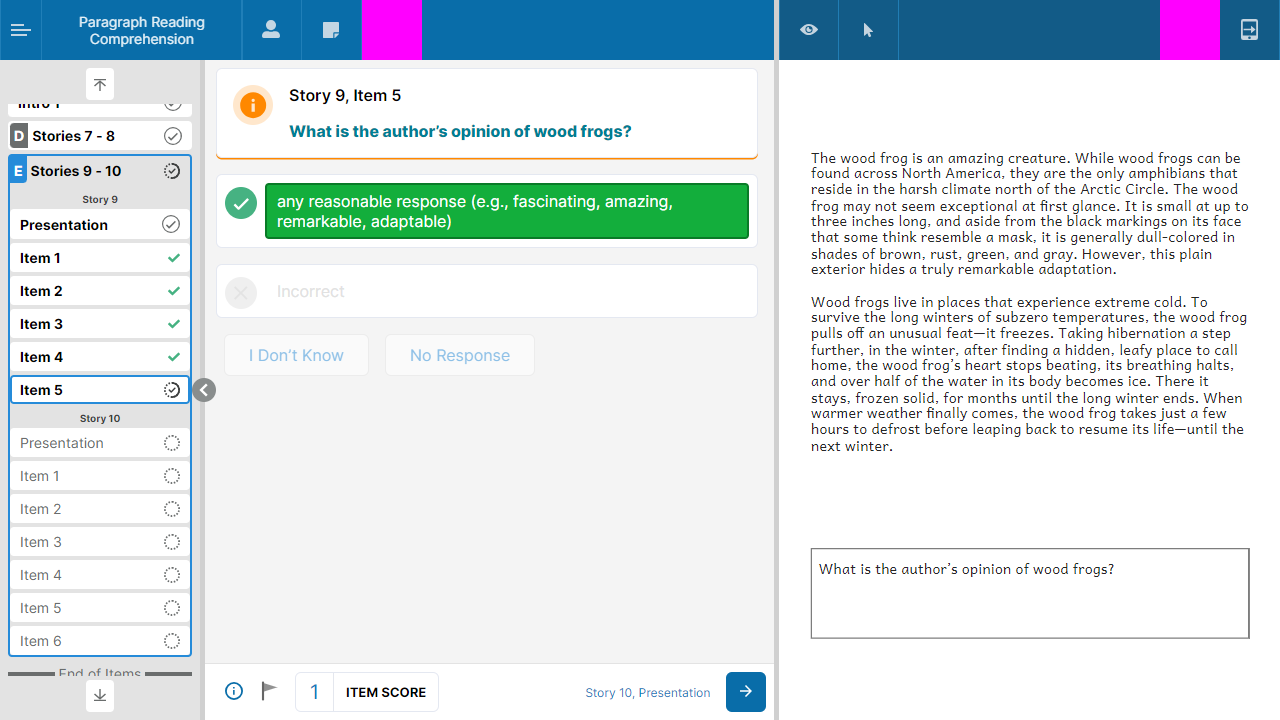 Paragraph Reading
Comprehension
Intro 1
D Stories 7 - 8
E Stories 9 - 10
Story 9
Presentation
Item 1
Item 2
Item 3
Item 4
Item 5
Story 10
Presentation
Item 1
Item 2
Item 3
Item 4
Item 5
Item 6
End of Items
Story 9, Item 5
What is the author’s opinion of wood frogs?
any reasonable response (e.g., fascinating, amazing,
remarkable, adaptable)
Incorrect
I Don’t Know
No Response
1 ITEM SCORE
Story 10, Presentation
The wood frog is an amazing creature. While wood frogs can be
found across North America, they are the only amphibians that
reside in the harsh climate north of the Arctic Circle. The wood
frog may not seem exceptional at first glance. It is small at up to
three inches long, and aside from the black markings on its face
that some think resemble a mask, it is generally dull-colored in
shades of brown, rust, green, and gray. However, this plain
exterior hides a truly remarkable adaptation.
Wood frogs live in places that experience extreme cold. To
survive the long winters of subzero temperatures, the wood frog
pulls off an unusual feat—it freezes. Taking hibernation a step
further, in the winter, after finding a hidden, leafy place to call
home, the wood frog’s heart stops beating, its breathing halts,
and over half of the water in its body becomes ice. There it
stays, frozen solid, for months until the long winter ends. When
warmer weather finally comes, the wood frog takes just a few
hours to defrost before leaping back to resume its life—until the
next winter.
What is the author’s opinion of wood frogs?